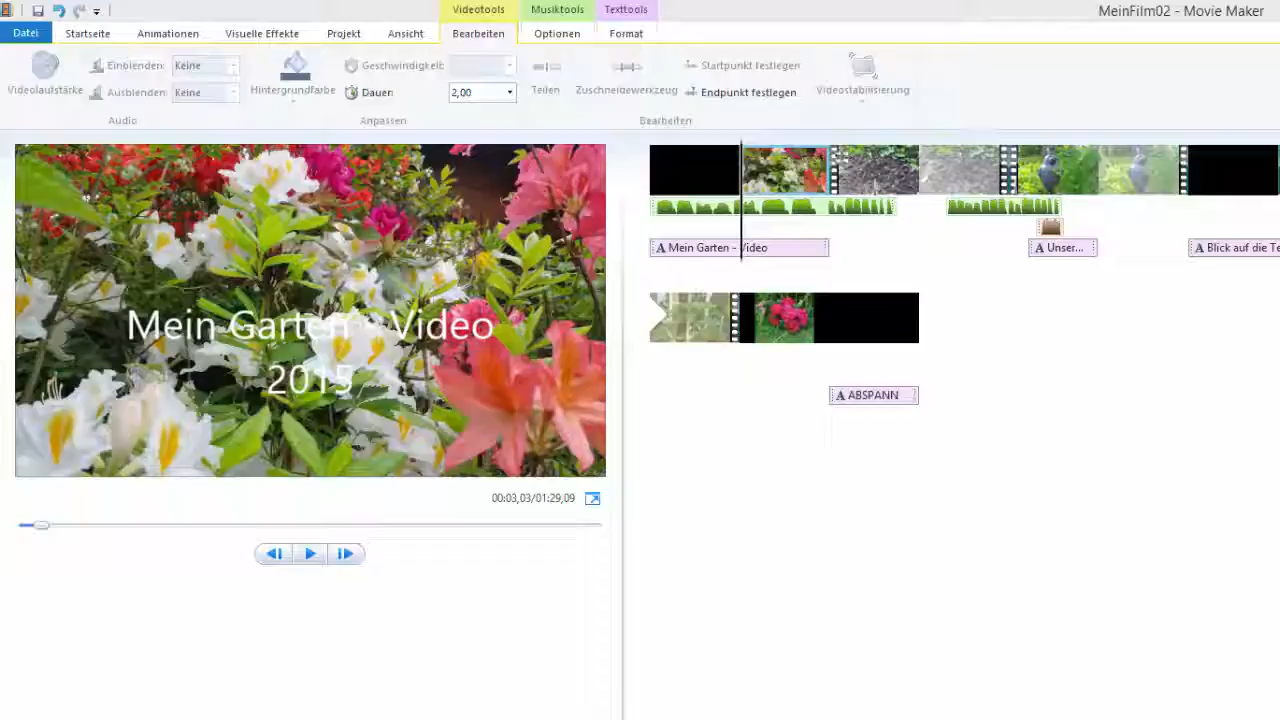 Videotools Musiktools Texttools
MeinFilm02 - Movie Maker
Datei Startseite Animationen Visuelle Effekte Projekt Ansicht Bearbeiten Optionen Format
Videolautstärke
Einblenden: Keine
Ausblenden: Keine
Audio
Hintergrundfarbe
Geschwindigkeit:
Dauer: 2,00
Anpassen
Teilen
Zuschneidewerkzeug
Startpunkt festlegen
Endpunkt festlegen
Bearbeiten
Videostabilisierung
Mein Garten - Video
2015
00:03,03/01:29,09
A Mein Garten - Video
A Unser...
A Blick auf die Te
A ABSPANN